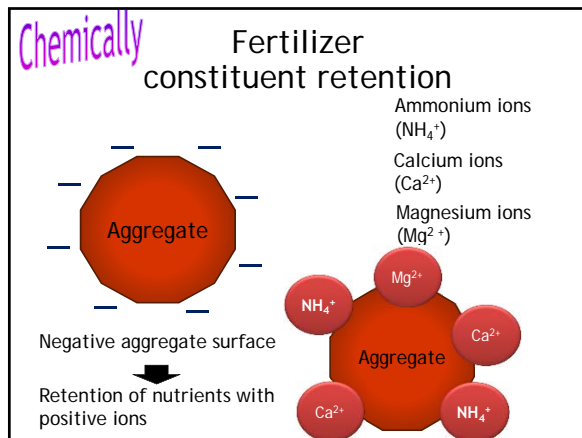 Chemically
Fertilizer
constituent retention
Ammonium ions
(NH₄⁺)
Calcium ions
(Ca²⁺)
Magnesium ions
(Mg²⁺)
Aggregate
Negative aggregate surface
Retention of nutrients with
positive ions
Mg²⁺
NH₄⁺
Ca²⁺
Aggregate
Ca²⁺
NH₄⁺